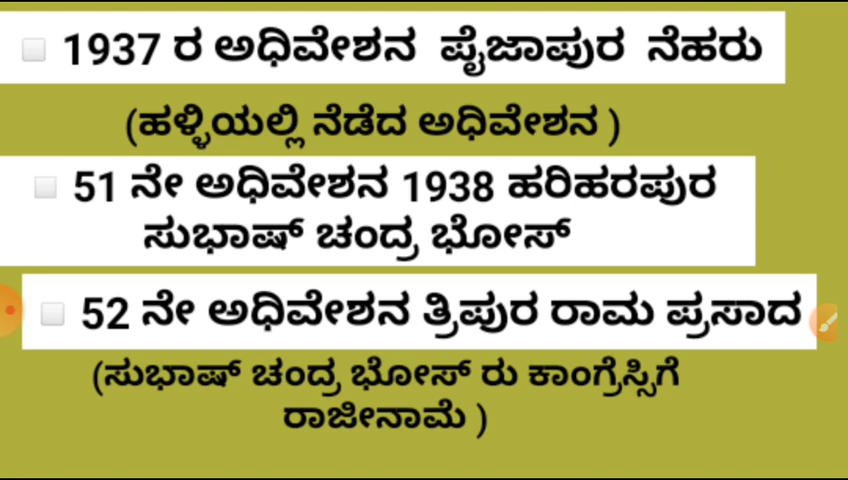 1937 ರ ಅಧಿವೇಶನ ಪೈಜಾಪುರ ನೆಹರು
(ಹಳ್ಳಿಯಲ್ಲಿ ನೆಡೆದ ಅಧಿವೇಶನ )
51 ನೇ ಅಧಿವೇಶನ 1938 ಹರಿಹರಪುರ
ಸುಭಾಷ್ ಚಂದ್ರ ಭೋಸ್
52 ನೇ ಅಧಿವೇಶನ ತ್ರಿಪುರ ರಾಮ ಪ್ರಸಾದ
(ಸುಭಾಷ್ ಚಂದ್ರ ಭೋಸ್ ರು ಕಾಂಗ್ರೆಸ್ಸಿಗೆ
ರಾಜೀನಾಮೆ )